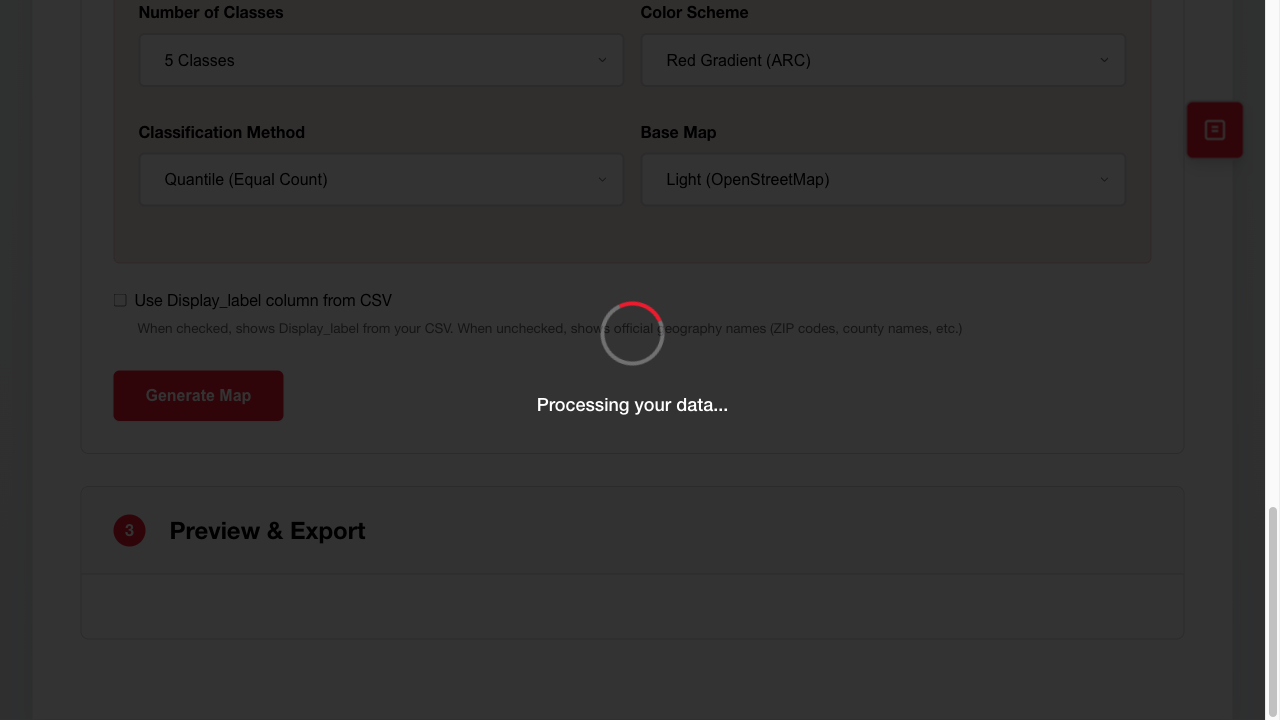 Number of Classes
Color Scheme
5 Classes
Red Gradient (ARC)
Classification Method
Base Map
Quantile (Equal Count)
Light (OpenStreetMap)
Use Display_label column from CSV
When checked, shows Display_label from your CSV. When unchecked, shows official geography names (ZIP codes, county names, etc.)
Generate Map
Processing your data...
3
Preview & Export